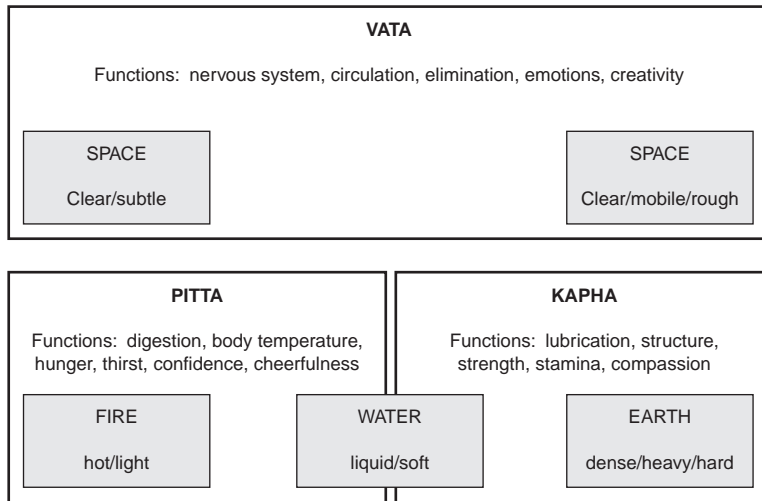 VATA
Functions: nervous system, circulation, elimination, emotions, creativity
SPACE
Clear/subtle
SPACE
Clear/mobile/rough
PITTA
Functions: digestion, body temperature,
hunger, thirst, confidence, cheerfulness
KAPHA
Functions: lubrication, structure,
strength, stamina, compassion
FIRE
hot/light
WATER
liquid/soft
EARTH
dense/heavy/hard